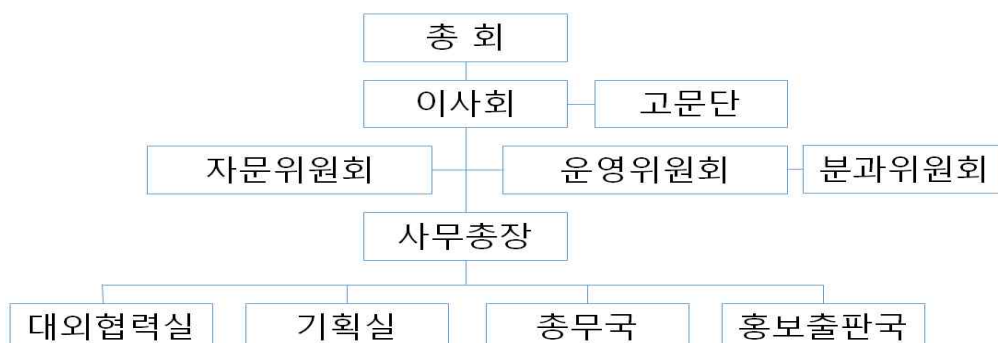 총 회
이사회 고문단
자문위원회 운영위원회 분과위원회
사무총장
대외협력실 기획실 총무국 홍보출판국